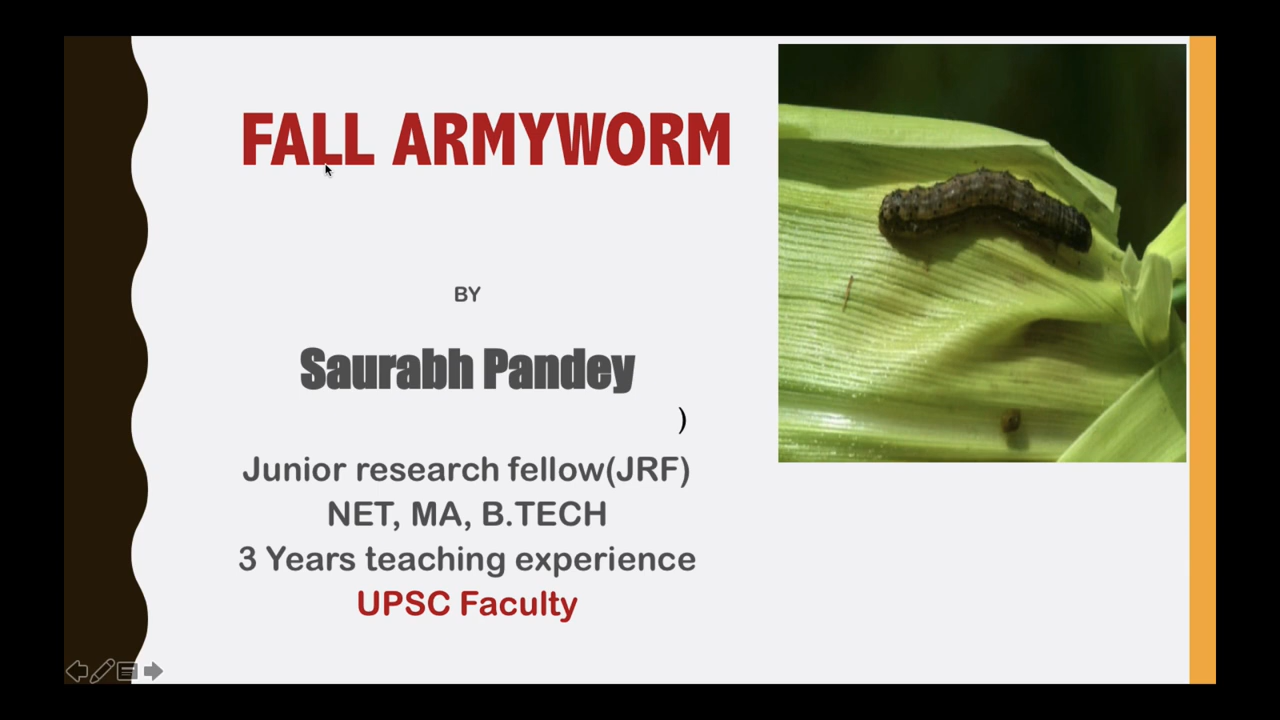 FALL ARMYWORM
BY
Saurabh Pandey
)
Junior research fellow(JRF)
NET, MA, B.TECH
3 Years teaching experience
UPSC Faculty